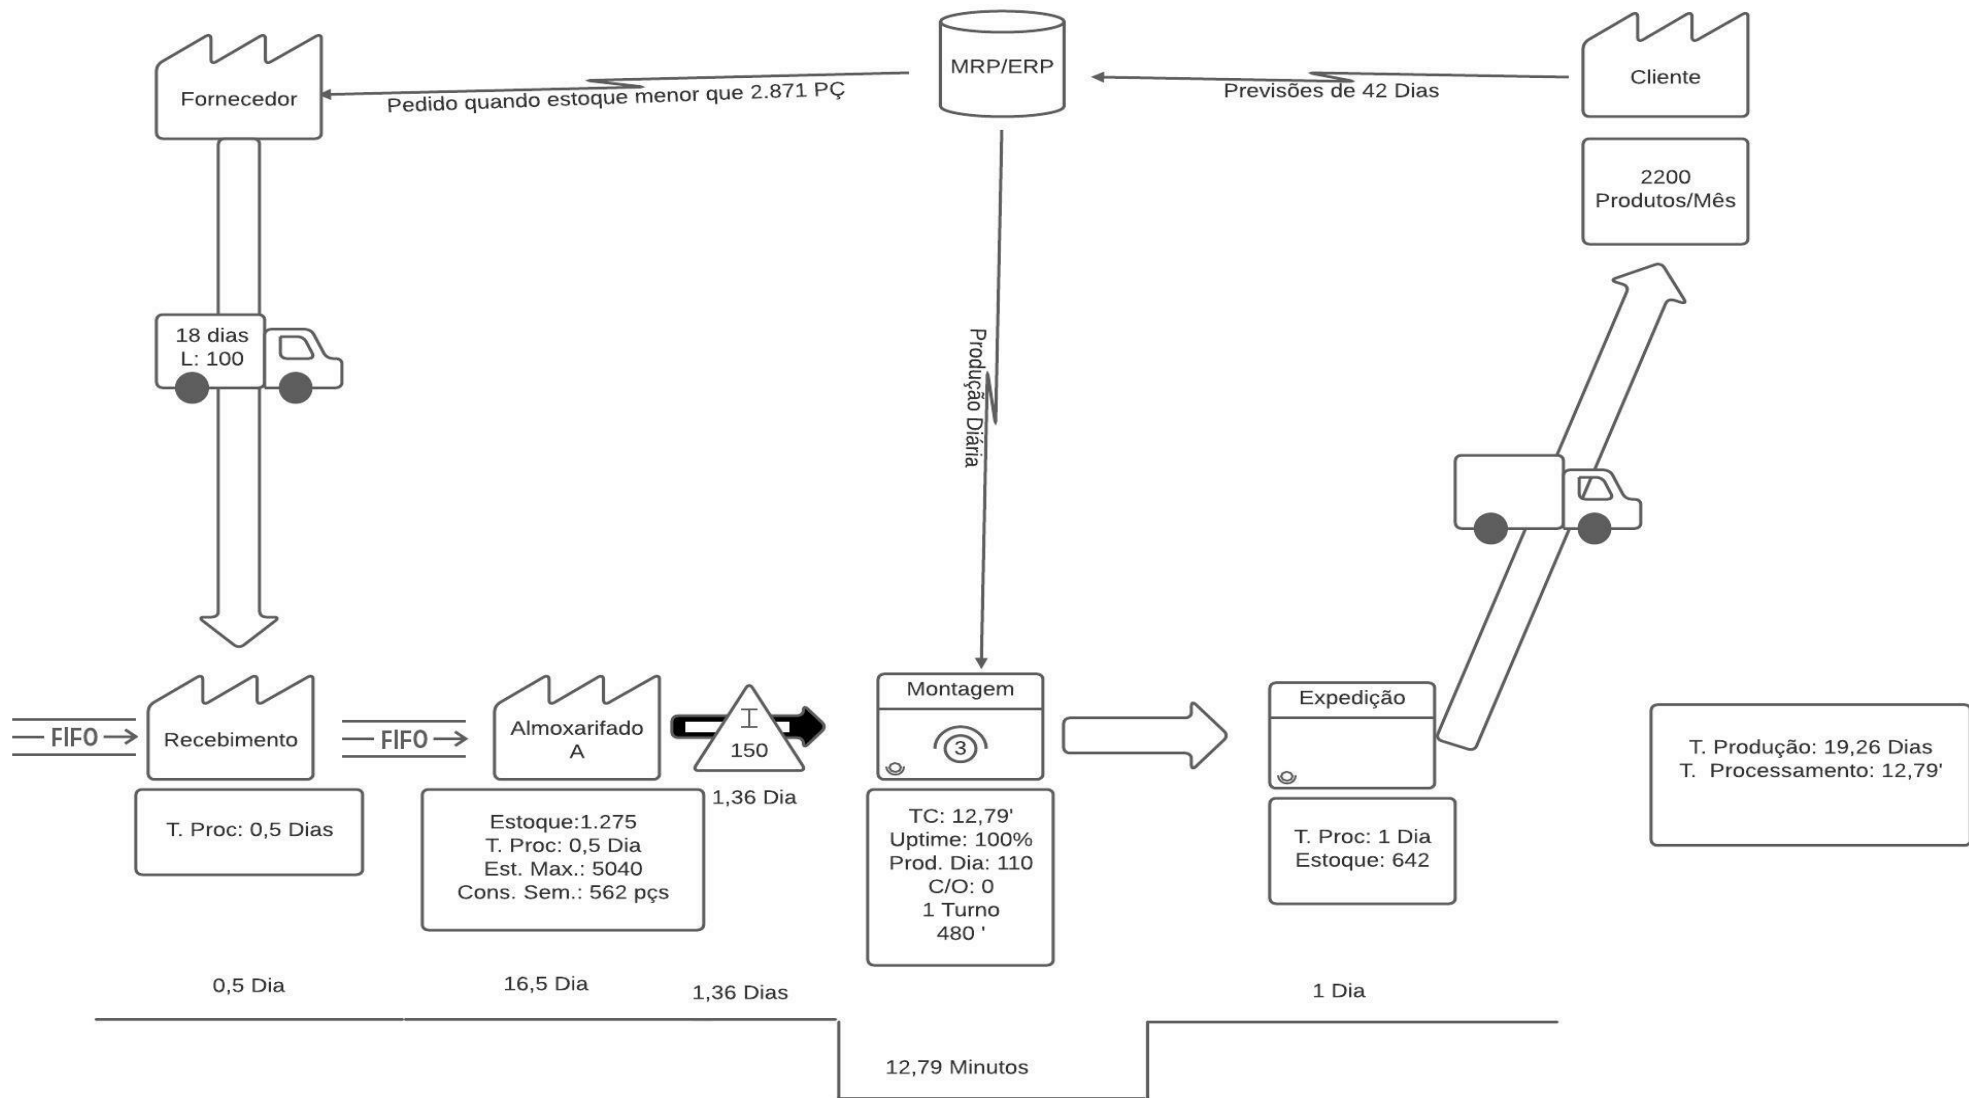 Fornecedor
Pedido quando estoque menor que 2.871 PÇ
MRP/ERP
Previsões de 42 Dias
Cliente
2200
Produtos/Mês
18 dias
L: 100
Produção Diária
FIFO
Recebimento
T. Proc: 0,5 Dias
FIFO
Almoxarifado
A
Estoque:1.275
T. Proc: 0,5 Dia
Est. Max.: 5040
Cons. Sem.: 562 pçs
I
150
1,36 Dia
Montagem
3
TC: 12,79'
Uptime: 100%
Prod. Dia: 110
C/O: 0
1 Turno
480 '
Expedição
T. Proc: 1 Dia
Estoque: 642
T. Produção: 19,26 Dias
T. Processamento: 12,79'
0,5 Dia
16,5 Dia
1,36 Dias
12,79 Minutos
1 Dia